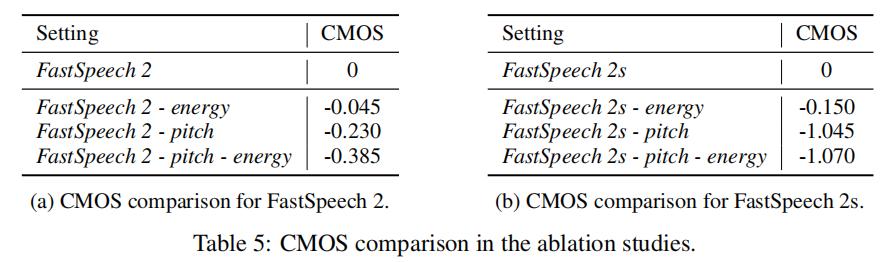 Setting CMOS
FastSpeech 2 0
FastSpeech 2 - energy -0.045
FastSpeech 2 - pitch -0.230
FastSpeech 2 - pitch - energy -0.385
(a) CMOS comparison for FastSpeech 2.
Setting CMOS
FastSpeech 2s 0
FastSpeech 2s - energy -0.150
FastSpeech 2s - pitch -1.045
FastSpeech 2s - pitch - energy -1.070
(b) CMOS comparison for FastSpeech 2s.
Table 5: CMOS comparison in the ablation studies.